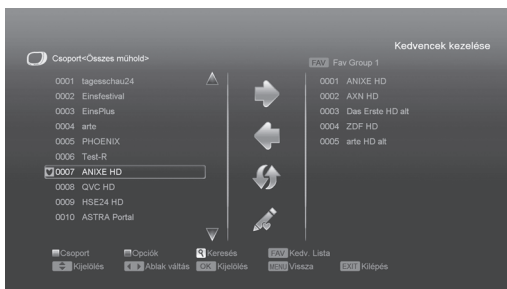 Kedvencek kezelése
Csoport<Összes műhold>
FAV Fav Group 1
0001 tagesschau24
0002 Einsfestival
0003 EinsPlus
0004 arte
0005 PHOENIX
0006 Test-R
0007 ANIXE HD
0008 QVC HD
0009 HSE24 HD
0010 ASTRA Portal
0001 ANIXE HD
0002 AXN HD
0003 Das Erste HD alt
0004 ZDF HD
0005 arte HD alt
Csoport Opciók Keresés FAV Kedv. Lista
Kijelölés Ablak váltás OK Kijelölés MENU Vissza EXIT Kilépés